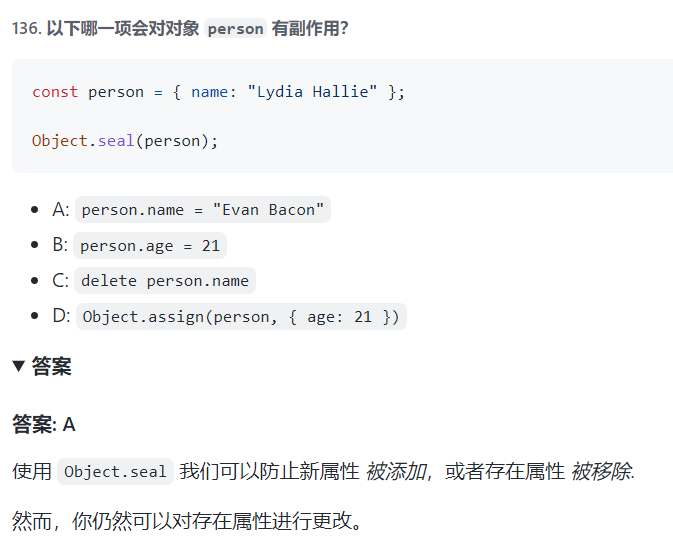 136. 以下哪一项会对对象 person 有副作用？
const person = { name: "Lydia Hallie" };
Object.seal(person);
A: person.name = "Evan Bacon"
B: person.age = 21
C: delete person.name
D: Object.assign(person, { age: 21 })
▼ 答案
答案: A
使用 Object.seal 我们可以防止新属性 被添加，或者存在属性 被移除.
然而，你仍然可以对存在属性进行更改。